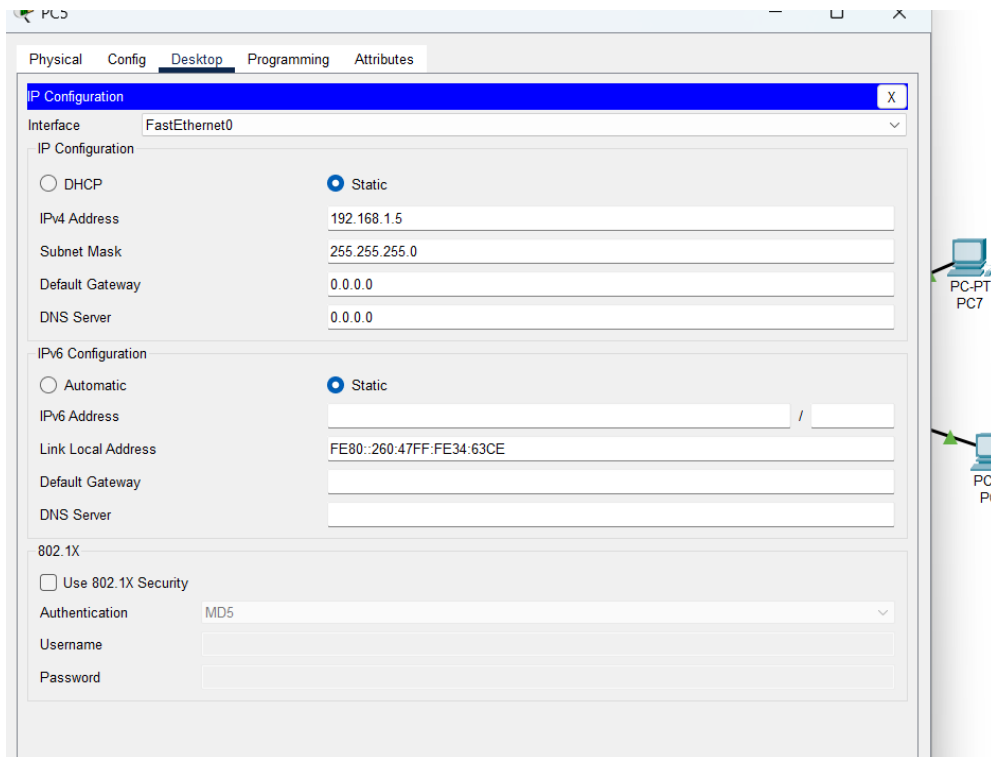 PC5
Physical Config Desktop Programming Attributes
IP Configuration X
Interface FastEthernet0
IP Configuration
DHCP Static
IPv4 Address 192.168.1.5
Subnet Mask 255.255.255.0
Default Gateway 0.0.0.0
DNS Server 0.0.0.0
IPv6 Configuration
Automatic Static
IPv6 Address /
Link Local Address FE80::260:47FF:FE34:63CE
Default Gateway
DNS Server
802.1X
Use 802.1X Security
Authentication MD5
Username
Password
PC-PT
PC7
PC